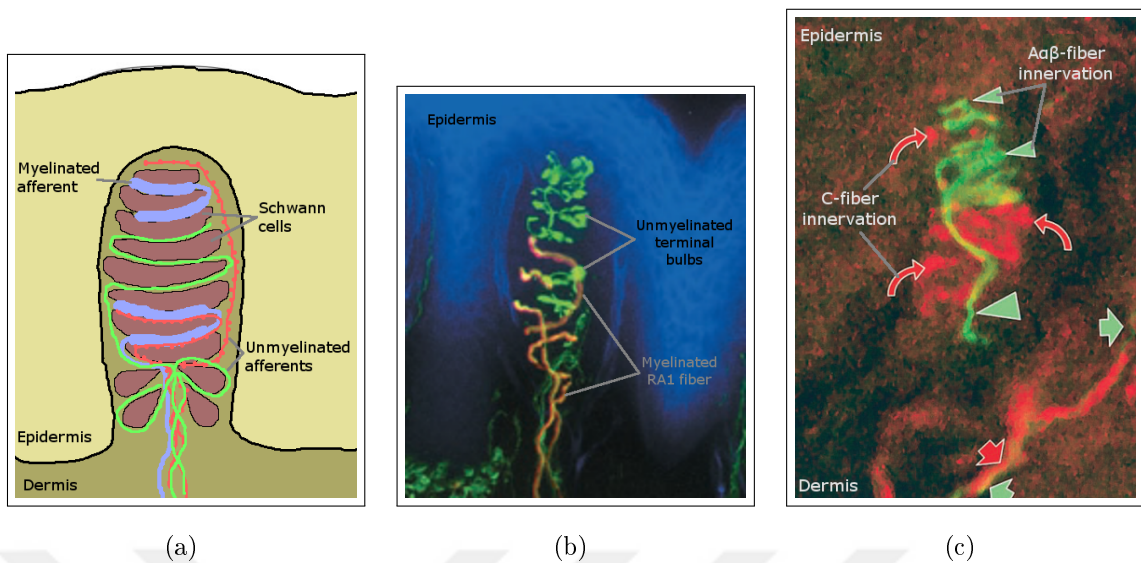 Myelinated
afferent
Schwann
cells
Unmyelinated
afferents
Epidermis
Dermis
(a)
Epidermis
Unmyelinated
terminal
bulbs
Myelinated
RA1 fiber
(b)
Epidermis
Aαβ-fiber
innervation
C-fiber
innervation
Dermis
(c)